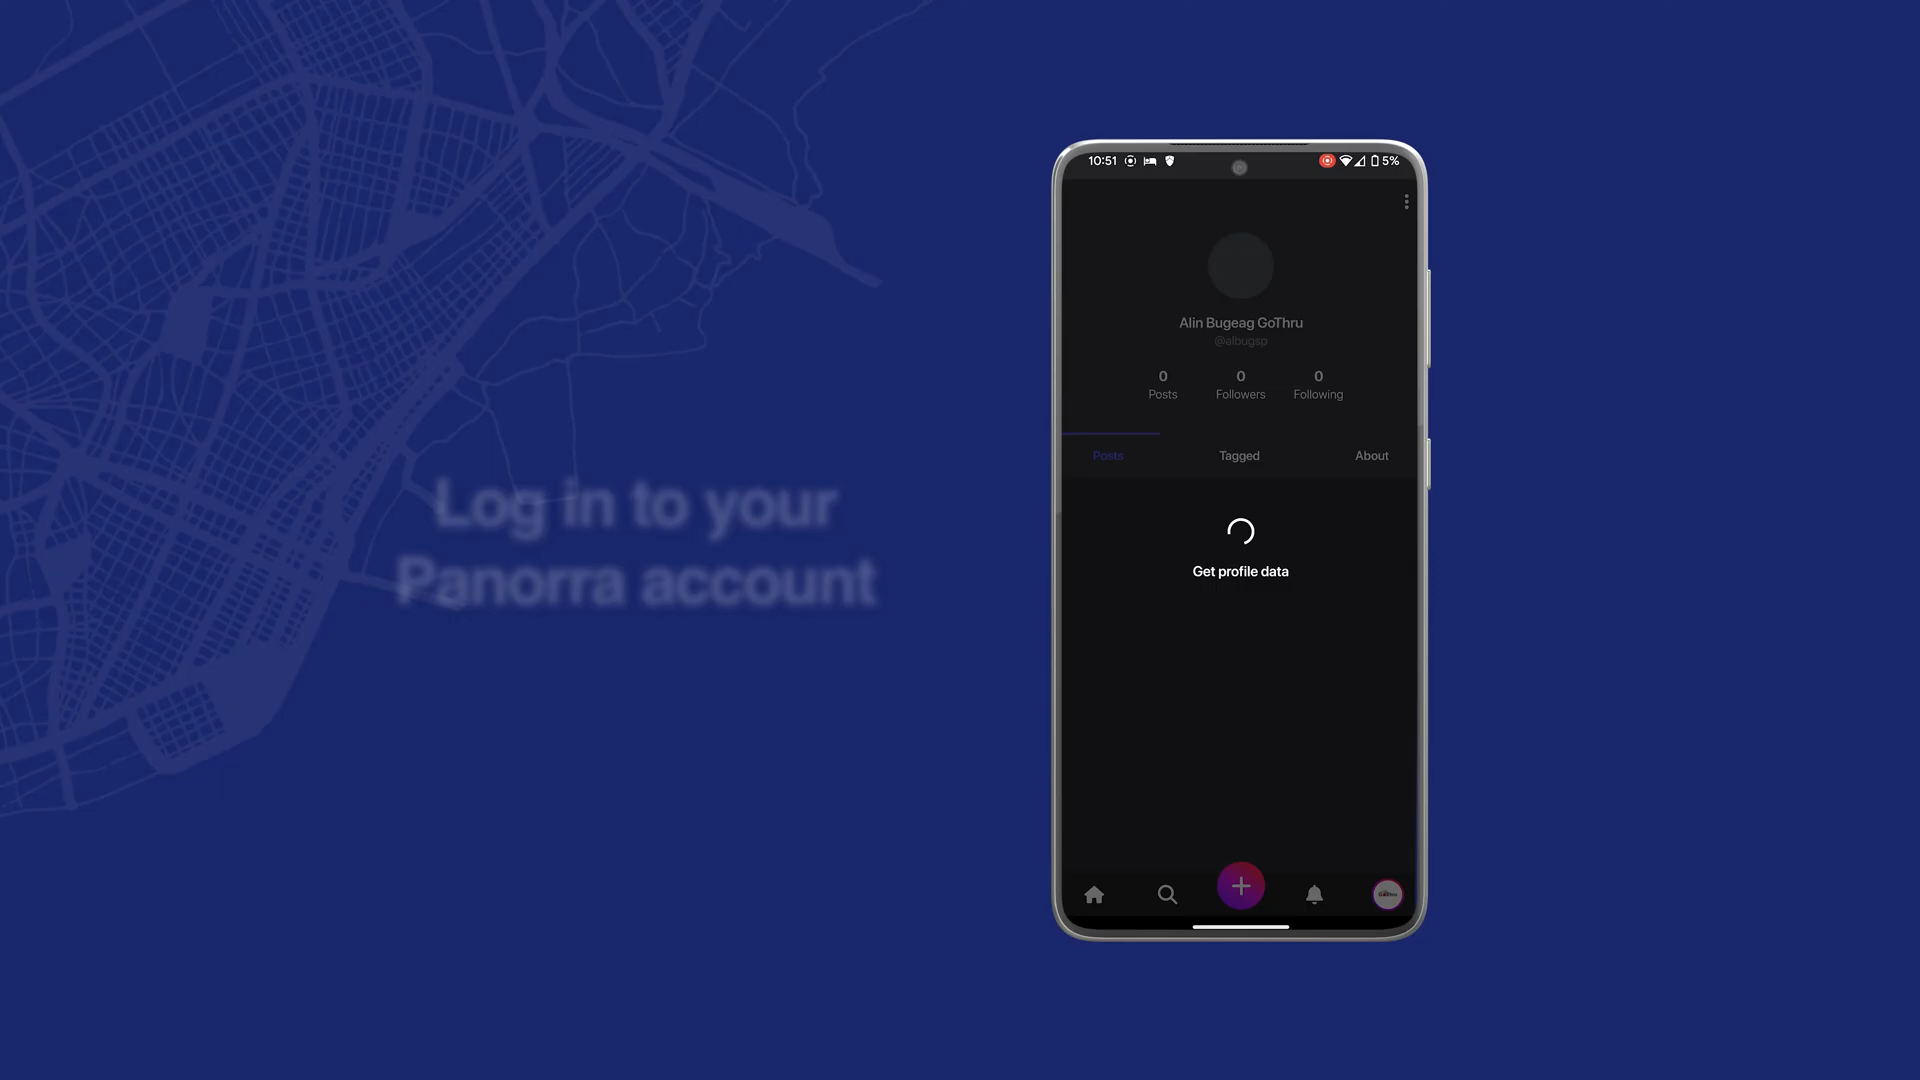 Log in to your
Panorra account
10:51
5%
Alin Bugeag GoThru
@albugsp
0 0 0
Posts Followers Following
Posts Tagged About
Get profile data